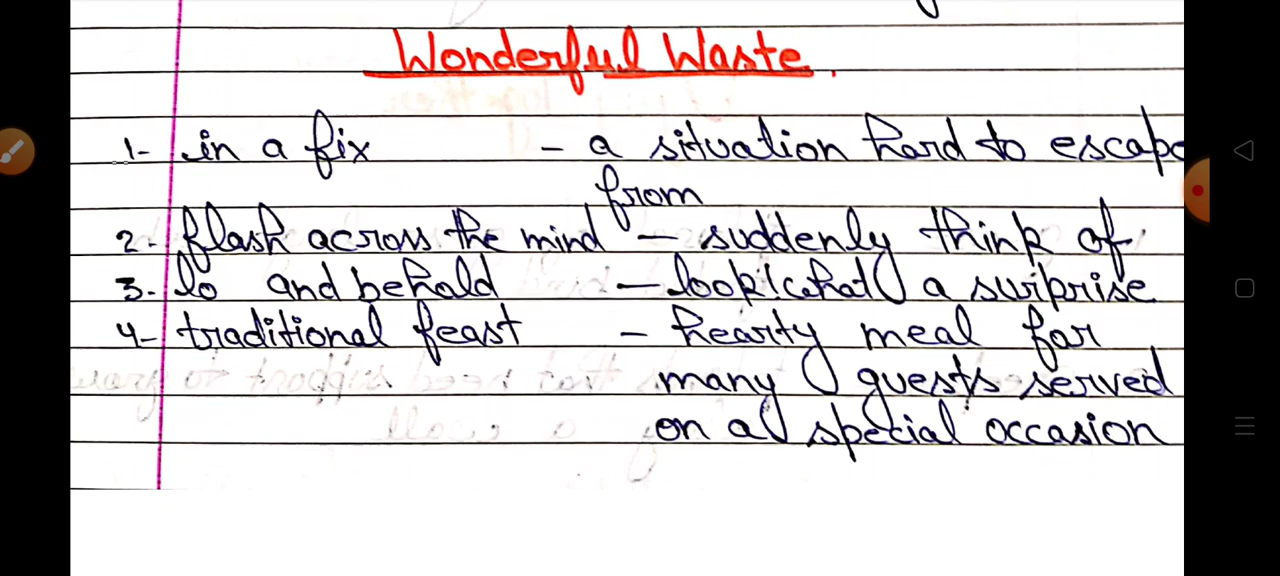 Wonderful Waste.
1- in a fix - a situation hard to escape
from
2- flash across the mind - suddenly think of
3- lo and behold - look! what a surprise
4- traditional feast - hearty meal for
many guests served
on a special occasion